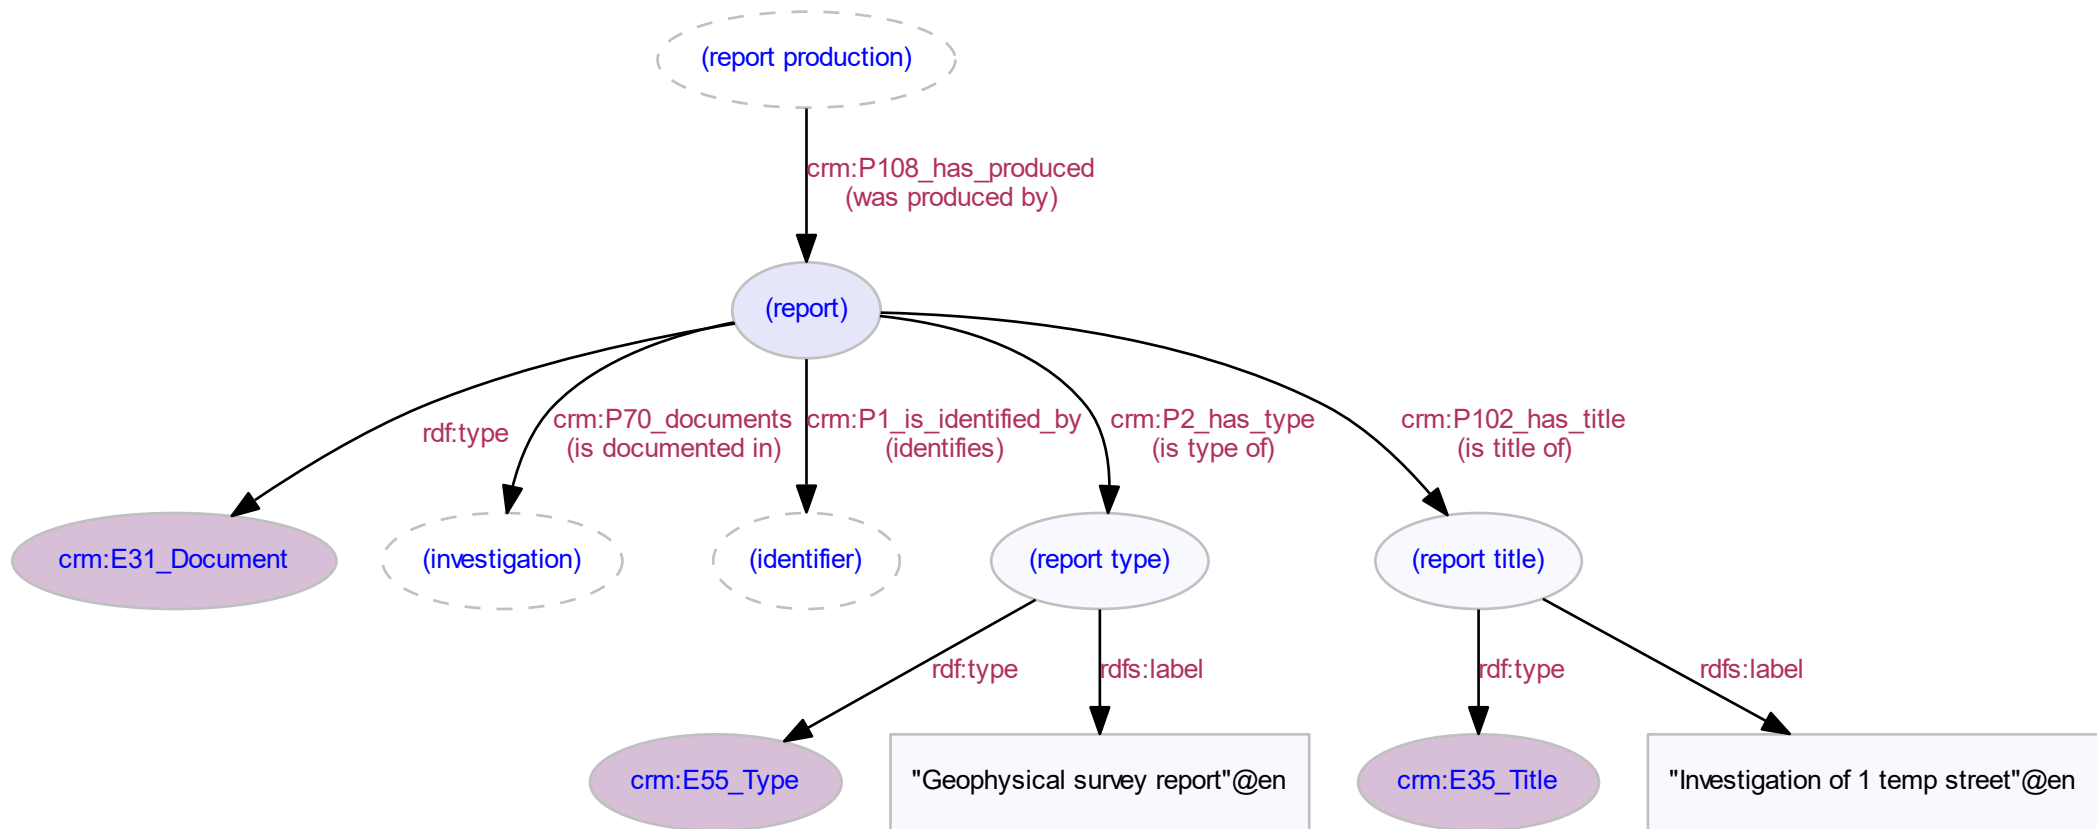 (report production)
crm:P108_has_produced
(was produced by)
(report)
rdf:type
crm:P70_documents
(is documented in)
crm:P1_is_identified_by
(identifies)
crm:P2_has_type
(is type of)
crm:P102_has_title
(is title of)
crm:E31_Document
(investigation)
(identifier)
(report type)
(report title)
rdf:type
rdfs:label
rdf:type
rdfs:label
crm:E55_Type
"Geophysical survey report"@en
crm:E35_Title
"Investigation of 1 temp street"@en